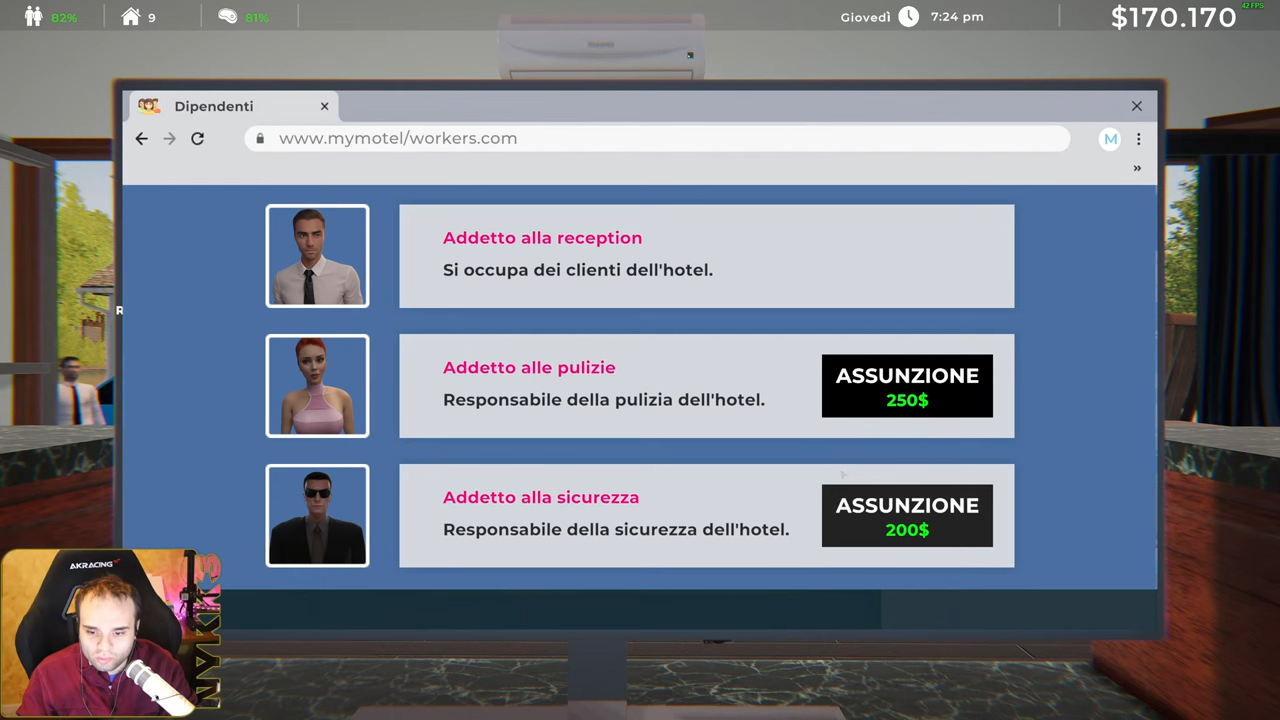 82%
9
81%
Giovedì
7:24 pm
$170.170
42 FPS
Dipendenti
www.mymotel/workers.com
M
»
Addetto alla reception
Si occupa dei clienti dell'hotel.
Addetto alle pulizie
Responsabile della pulizia dell'hotel.
ASSUNZIONE
250$
R
Addetto alla sicurezza
Responsabile della sicurezza dell'hotel.
ASSUNZIONE
200$
AKRACING